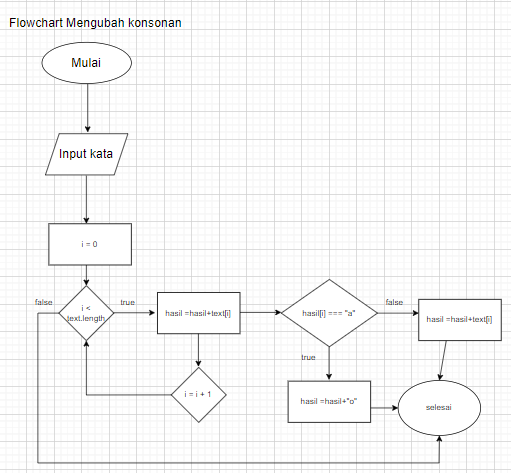 Flowchart Mengubah konsonan
Mulai
Input kata
i = 0
false
i <
text.length
true
hasil =hasil+text[i]
i = i + 1
hasil[i] === "a"
false
hasil =hasil+text[i]
true
hasil =hasil+"o"
selesai